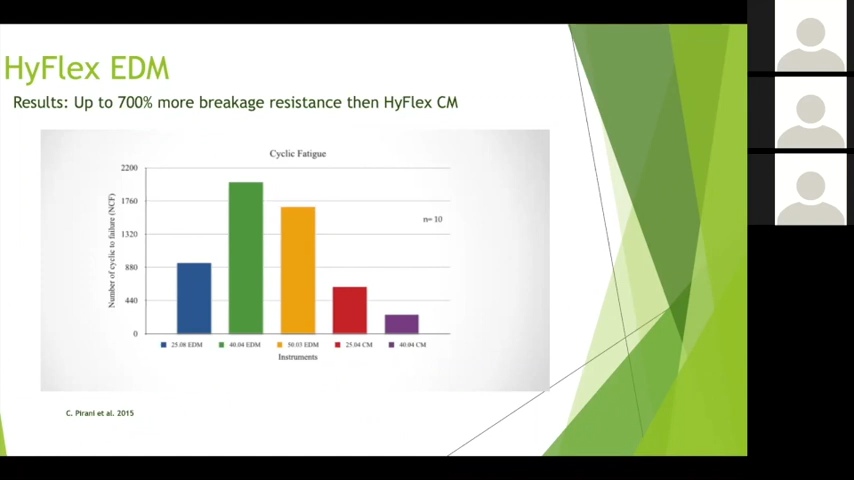 HyFlex EDM
Results: Up to 700% more breakage resistance then HyFlex CM
Cyclic Fatigue
2200
1760
1320
880
440
0
Number of cyclic to failure (NCF)
n= 10
25.08 EDM
40.04 EDM
50.03 EDM
25.04 CM
40.04 CM
Instruments
C. Pirani et al. 2015